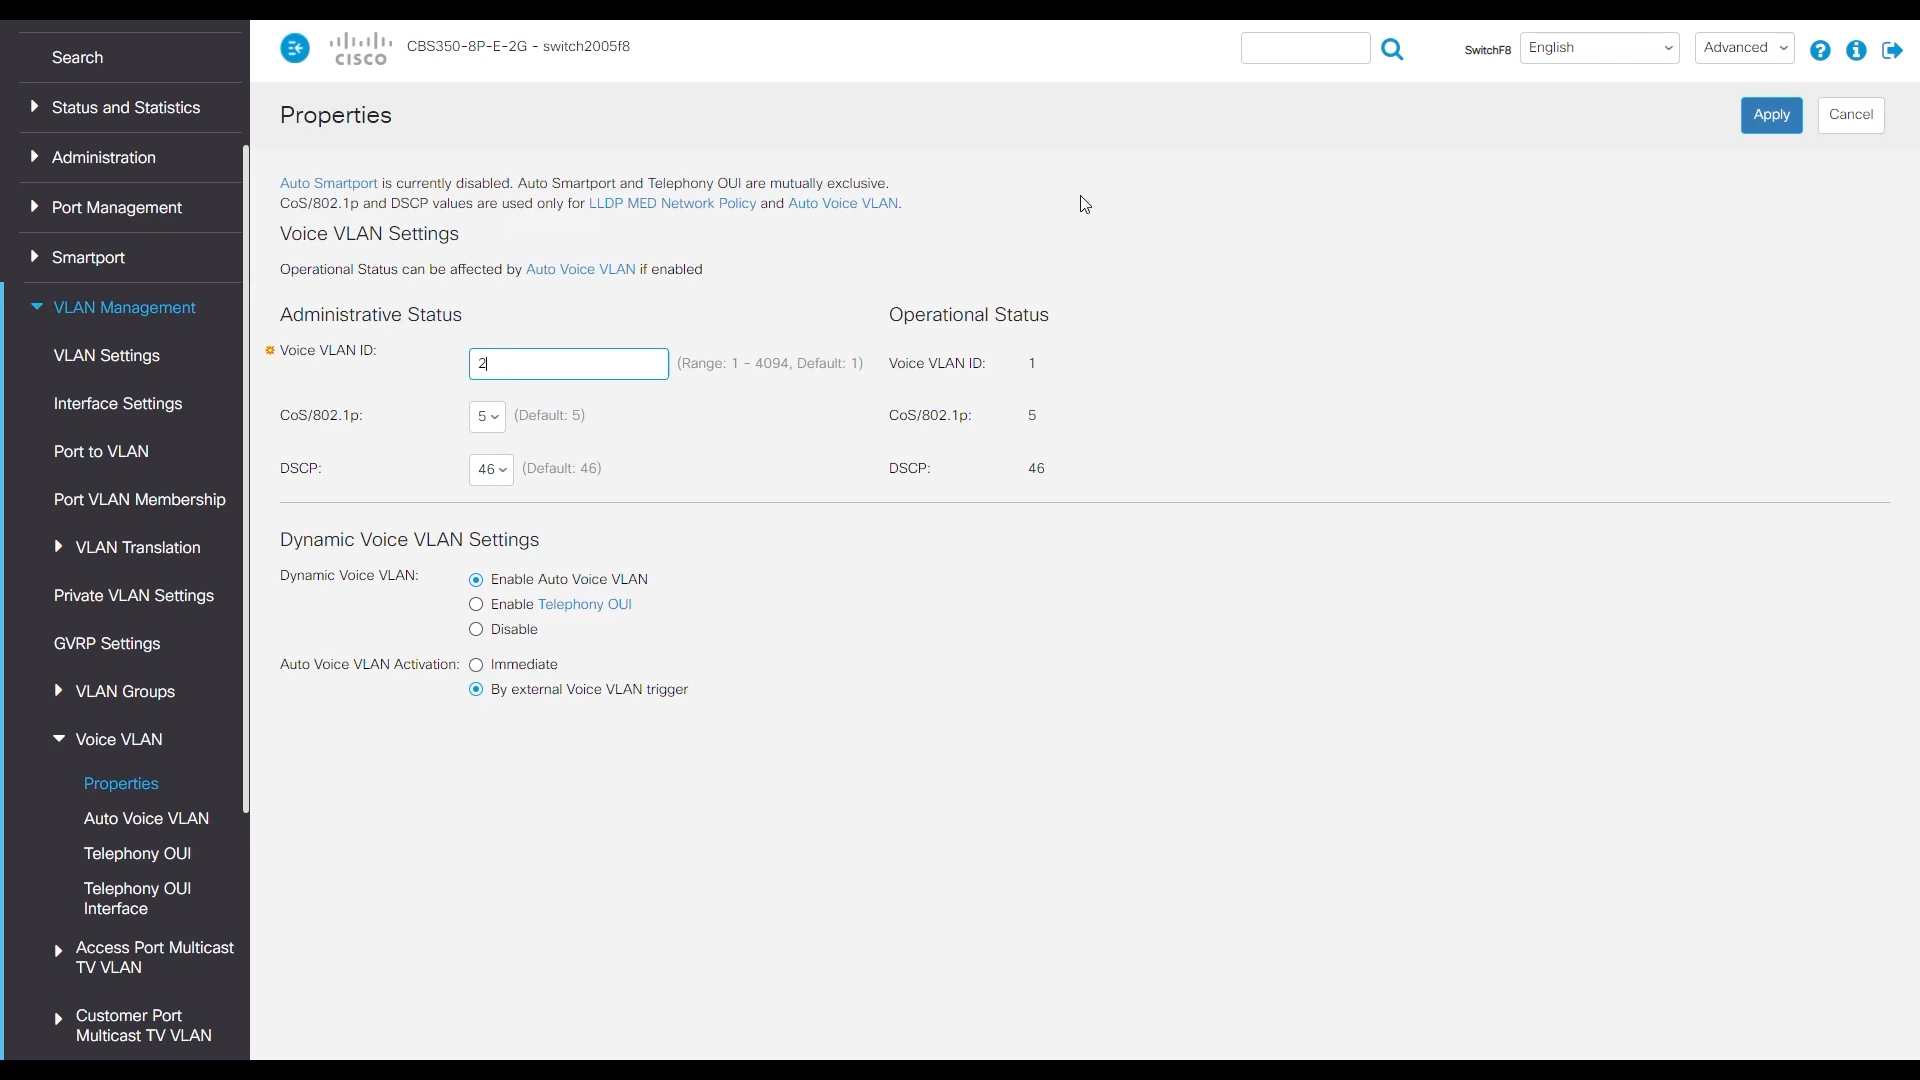 Search
Status and Statistics
Administration
Port Management
Smartport
VLAN Management
VLAN Settings
Interface Settings
Port to VLAN
Port VLAN Membership
VLAN Translation
Private VLAN Settings
GVRP Settings
VLAN Groups
Voice VLAN
Properties
Auto Voice VLAN
Telephony OUI
Telephony OUI
Interface
Access Port Multicast
TV VLAN
Customer Port
Multicast TV VLAN
cisco
CBS350-8P-E-2G - switch2005f8
SwitchF8
English
Advanced
Properties
Apply
Cancel
Auto Smartport is currently disabled. Auto Smartport and Telephony OUI are mutually exclusive.
CoS/802.1p and DSCP values are used only for LLDP MED Network Policy and Auto Voice VLAN.
Voice VLAN Settings
Operational Status can be affected by Auto Voice VLAN if enabled
Administrative Status
Operational Status
Voice VLAN ID: 2 (Range: 1 - 4094, Default: 1) Voice VLAN ID: 1
CoS/802.1p: 5 (Default: 5) CoS/802.1p: 5
DSCP: 46 (Default: 46) DSCP: 46
Dynamic Voice VLAN Settings
Dynamic Voice VLAN: Enable Auto Voice VLAN
Enable Telephony OUI
Disable
Auto Voice VLAN Activation: Immediate
By external Voice VLAN trigger